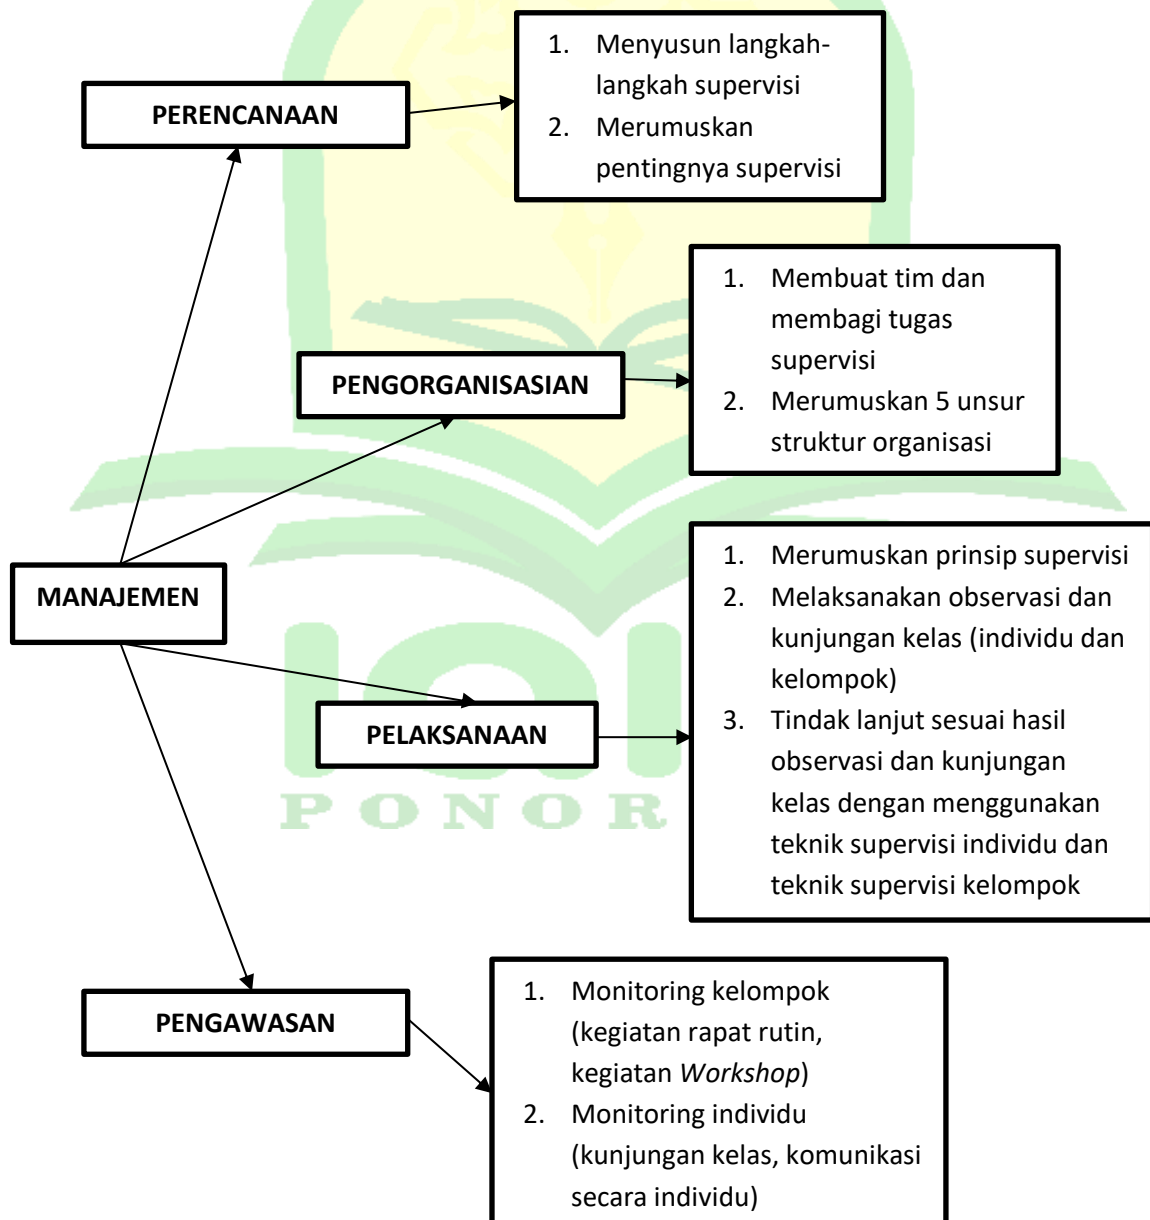 PERENCANAAN
1. Menyusun langkah-
langkah supervisi
2. Merumuskan
pentingnya supervisi
PENGORGANISASIAN
1. Membuat tim dan
membagi tugas
supervisi
2. Merumuskan 5 unsur
struktur organisasi
MANAJEMEN
PELAKSANAAN
1. Merumuskan prinsip supervisi
2. Melaksanakan observasi dan
kunjungan kelas (individu dan
kelompok)
3. Tindak lanjut sesuai hasil
observasi dan kunjungan
kelas dengan menggunakan
teknik supervisi individu dan
teknik supervisi kelompok
PONOR
PENGAWASAN
1. Monitoring kelompok
(kegiatan rapat rutin,
kegiatan Workshop)
2. Monitoring individu
(kunjungan kelas, komunikasi
secara individu)